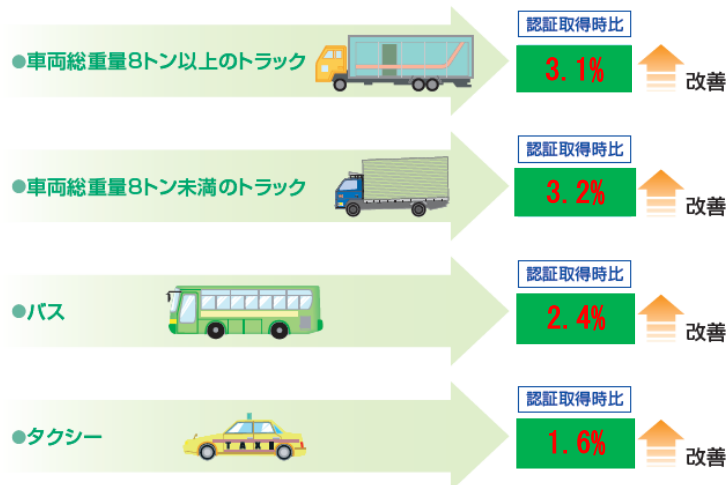 認証取得時比
●車両総重量8トン以上のトラック
3.1%
改善
認証取得時比
●車両総重量8トン未満のトラック
3.2%
改善
認証取得時比
●バス
2.4%
改善
認証取得時比
●タクシー
TAXI
1.6%
改善